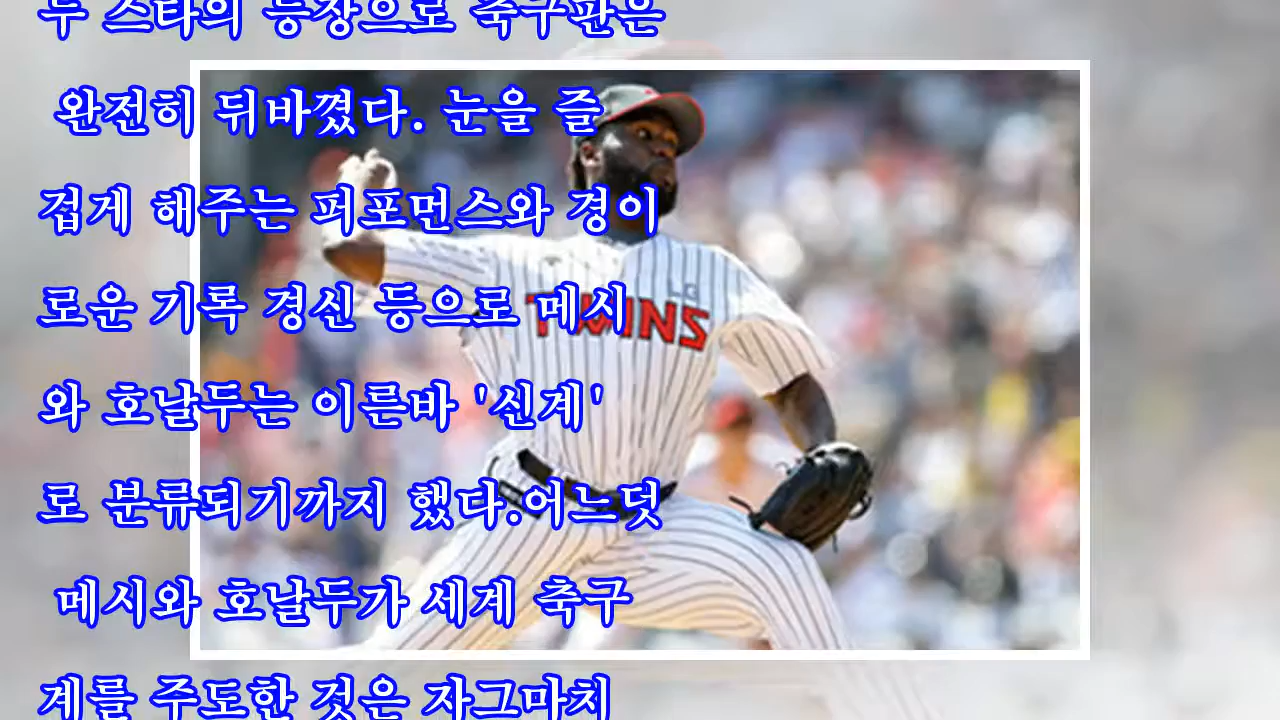 두 스타의 등장으로 축구판은
완전히 뒤바꼈다. 눈을 즐
겁게 해주는 퍼포먼스와 경이
로운 기록 경신 등으로 메시
와 호날두는 이른바 '신계'
로 분류되기까지 했다.어느덧
메시와 호날두가 세계 축구
계를 주도한 것은 자그마치
LG
TWINS